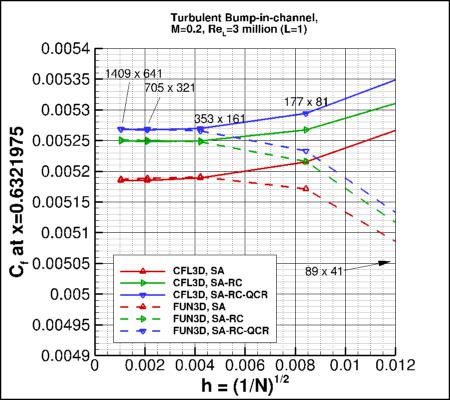 Turbulent Bump-in-channel,
M=0.2, ReL=3 million (L=1)
0.0054
0.00535
0.0053
0.00525
0.0052
0.00515
0.0051
0.00505
0.005
0.00495
0.0049
Cf at x=0.6321975
1409 x 641
705 x 321
353 x 161
177 x 81
89 x 41
CFL3D, SA
CFL3D, SA-RC
CFL3D, SA-RC-QCR
FUN3D, SA
FUN3D, SA-RC
FUN3D, SA-RC-QCR
0 0.002 0.004 0.006 0.008 0.01 0.012
h = (1/N)1/2